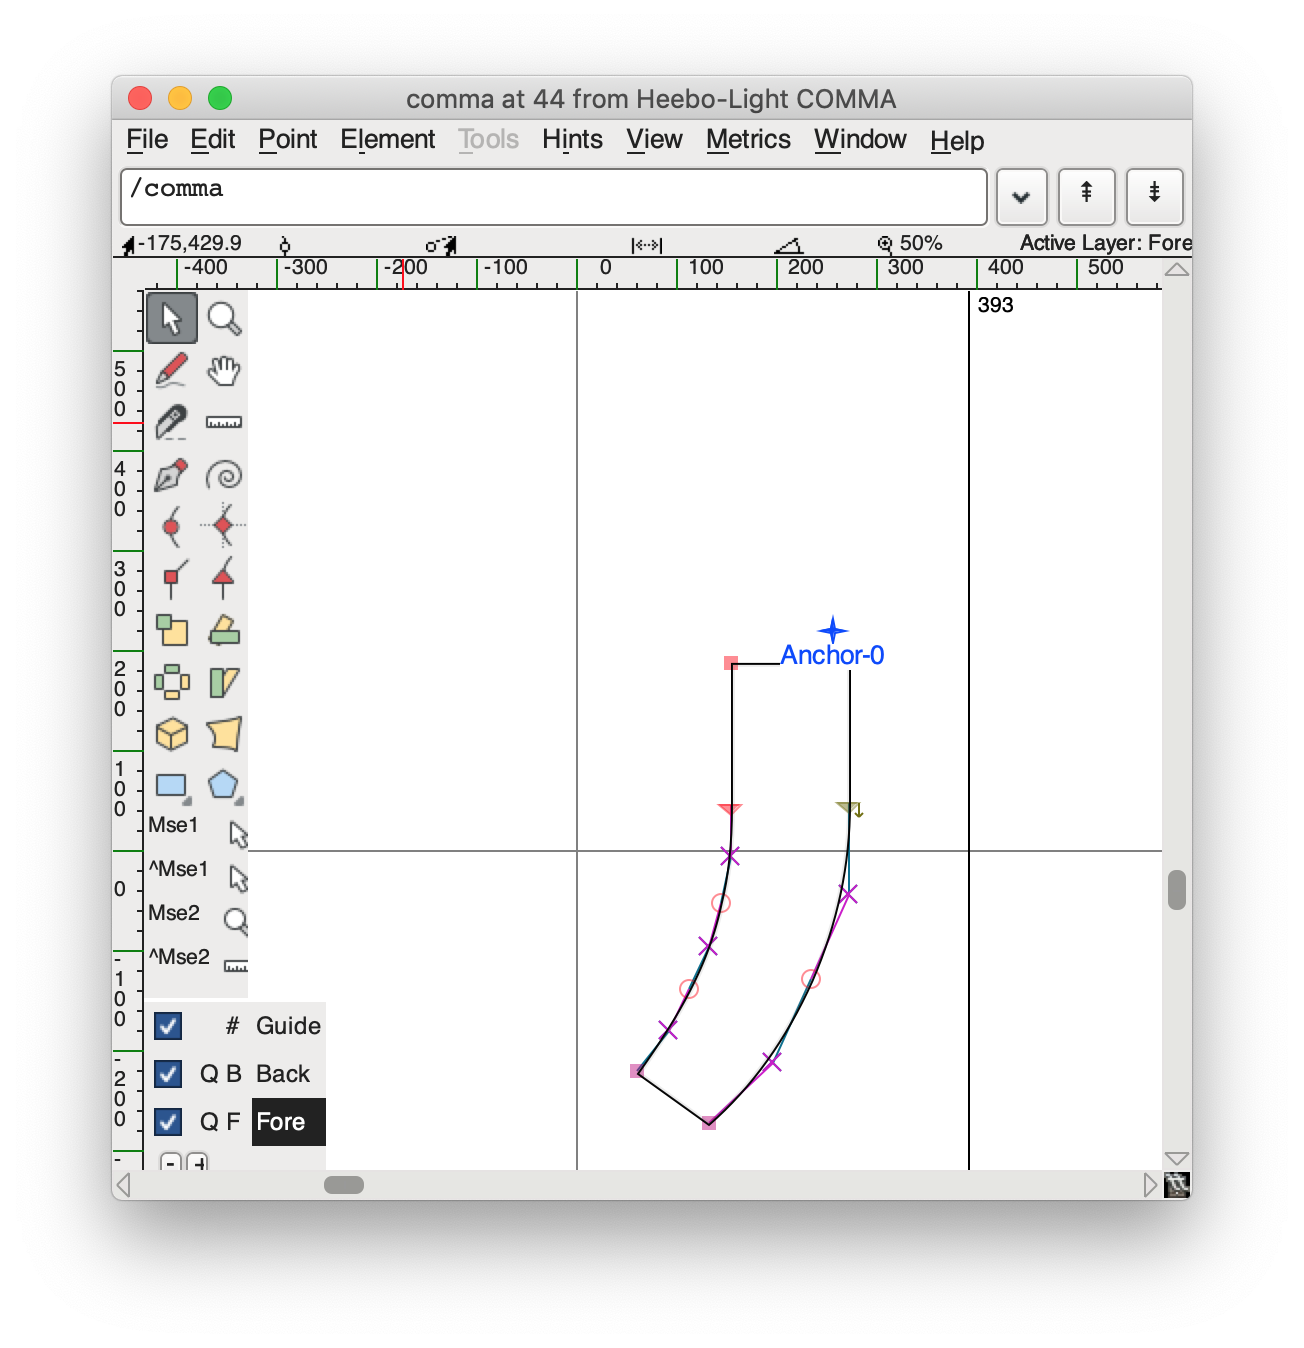 comma at 44 from Heebo-Light COMMA
File Edit Point Element Tools Hints View Metrics Window Help
/comma
-175,429.9 50% Active Layer: Fore
-400 -300 -200 -100 0 100 200 300 400 500
393
500
400
300
200
100
0
-100
-200
-
Anchor-0
Mse1
^Mse1
Mse2
^Mse2
# Guide
Q B Back
Q F Fore
- +